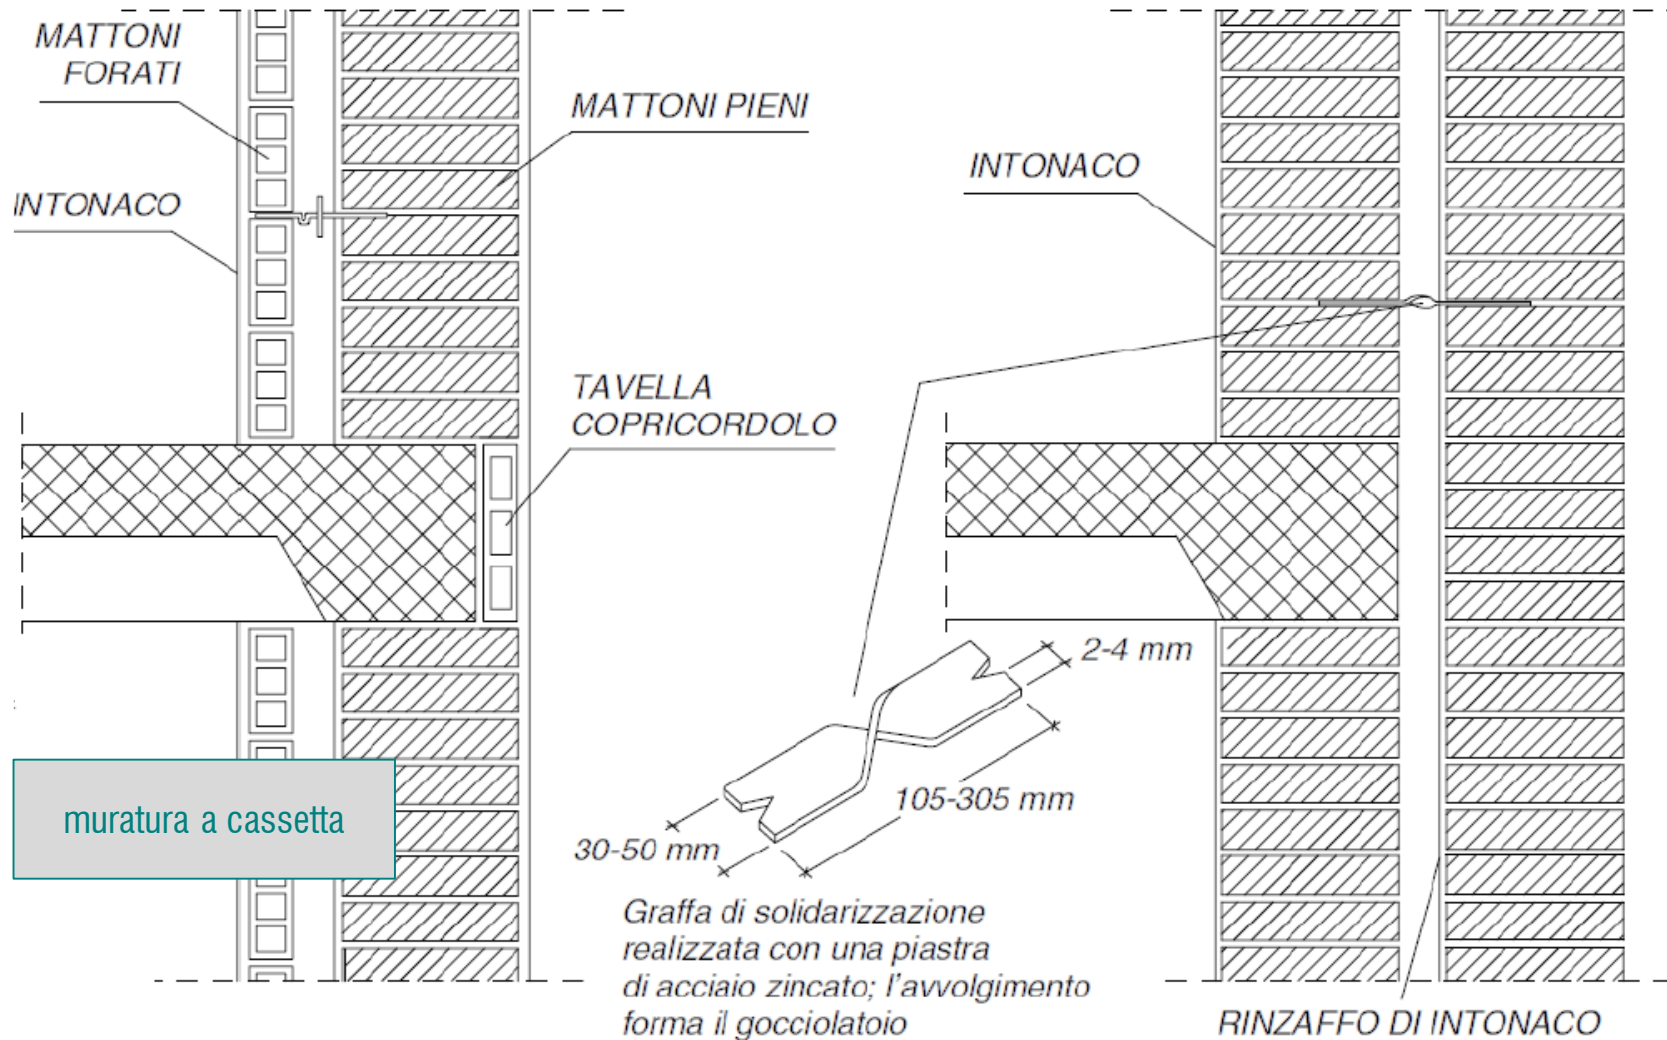 MATTONI
FORATI
INTONACO
MATTONI PIENI
TAVELLA
COPRICORDOLO
muratura a cassetta
INTONACO
2-4 mm
105-305 mm
30-50 mm
Graffa di solidarizzazione
realizzata con una piastra
di acciaio zincato; l'avvolgimento
forma il gocciolatoio
RINZAFFO DI INTONACO